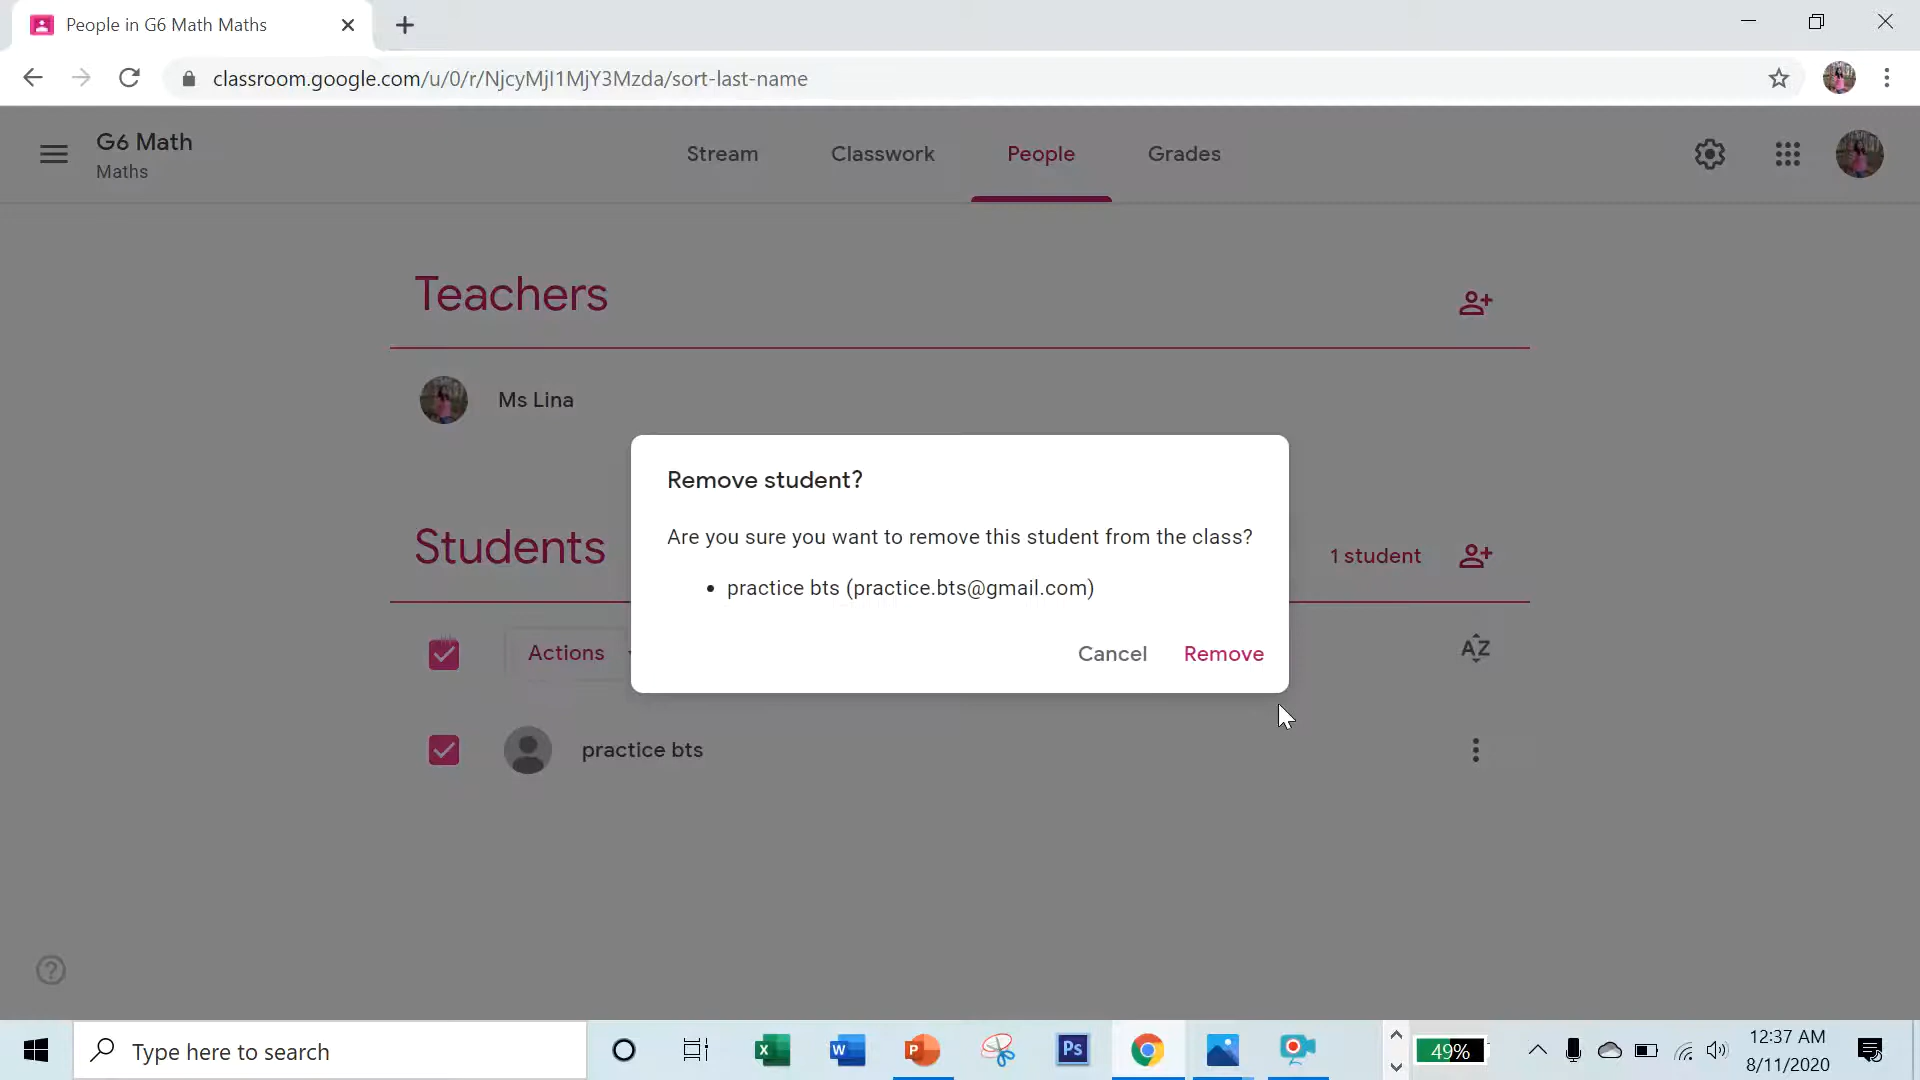 People in G6 Math Maths
classroom.google.com/u/0/r/NjcyMjI1MjY3Mzda/sort-last-name
G6 Math
Maths
Stream
Classwork
People
Grades
Teachers
Ms Lina
Remove student?
Are you sure you want to remove this student from the class?
• practice bts (practice.bts@gmail.com)
Cancel
Remove
Students
1 student
Actions
AZ
practice bts
Type here to search
X
W
P
Ps
49%
12:37 AM
8/11/2020